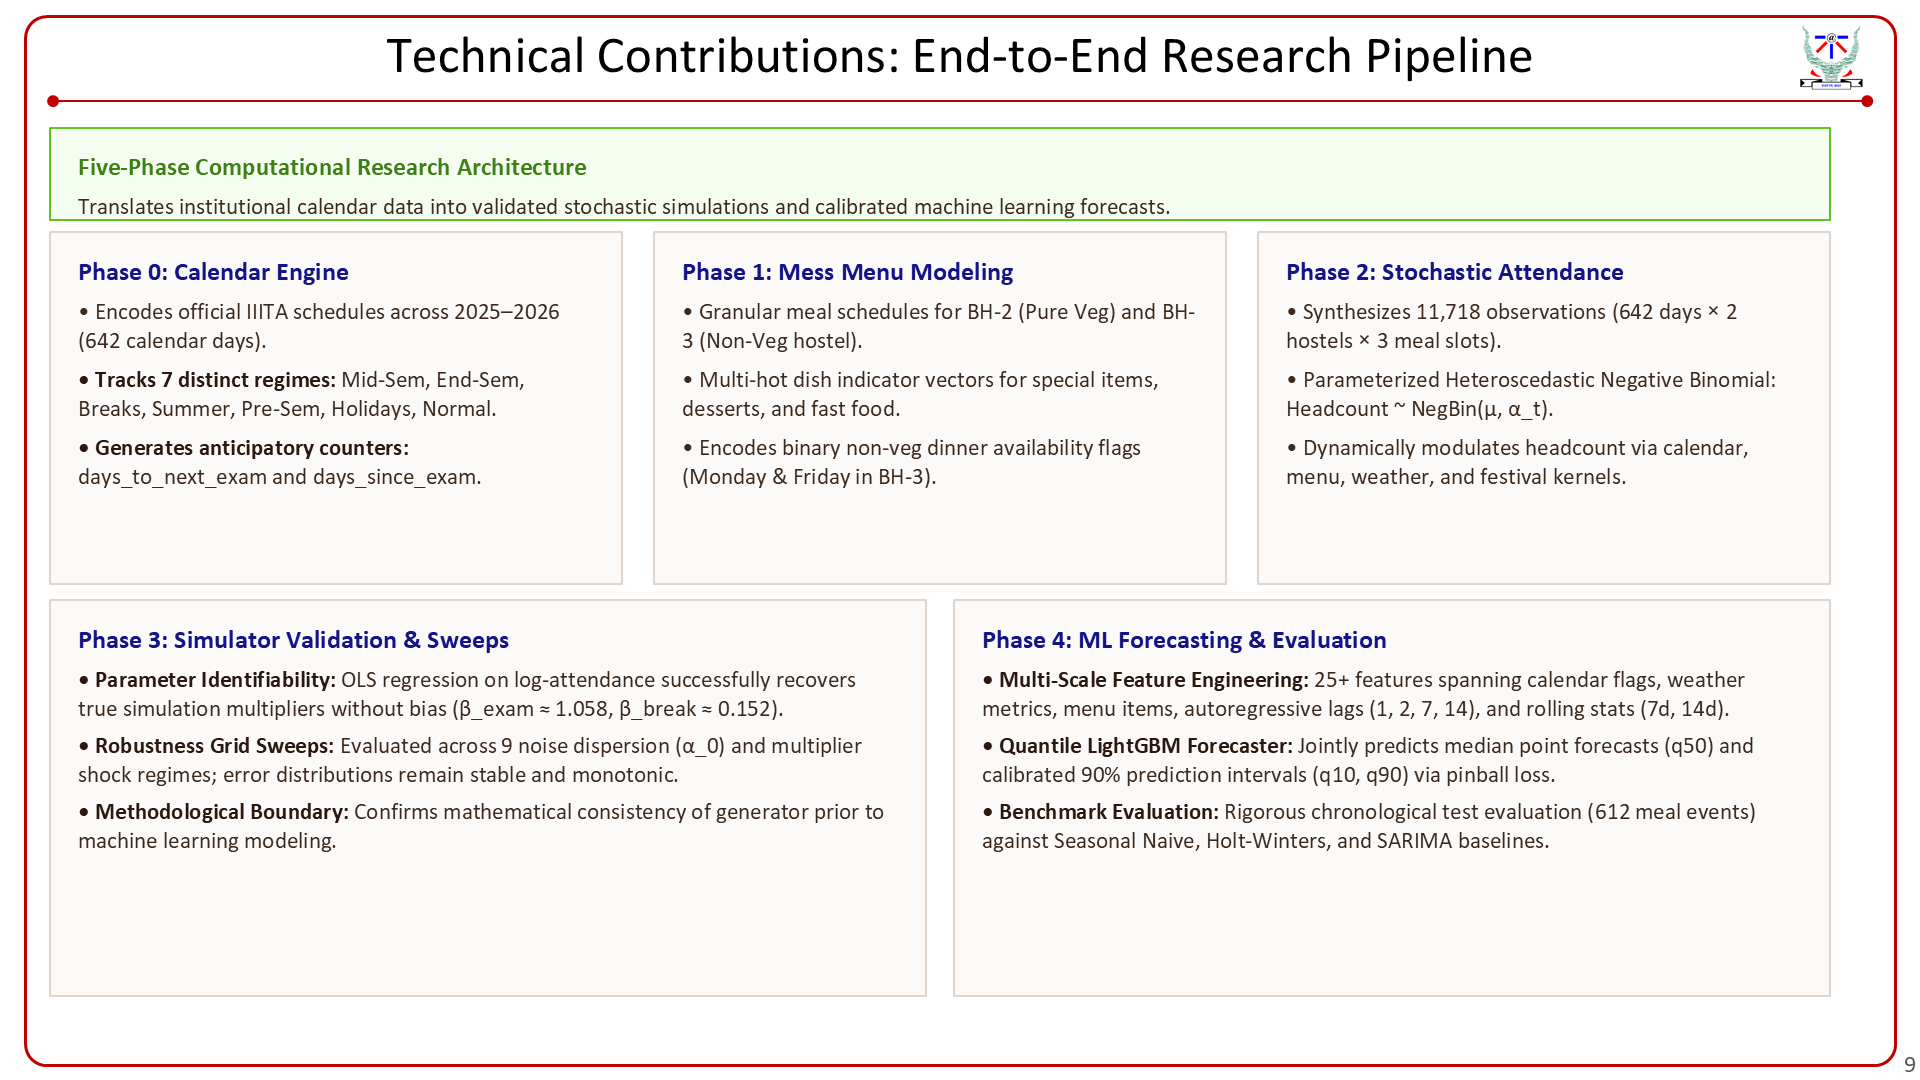 Technical Contributions: End-to-End Research Pipeline
Five-Phase Computational Research Architecture
Translates institutional calendar data into validated stochastic simulations and calibrated machine learning forecasts.
Phase 0: Calendar Engine
• Encodes official IIITA schedules across 2025–2026
(642 calendar days).
• Tracks 7 distinct regimes: Mid-Sem, End-Sem,
Breaks, Summer, Pre-Sem, Holidays, Normal.
• Generates anticipatory counters:
days_to_next_exam and days_since_exam.
Phase 1: Mess Menu Modeling
• Granular meal schedules for BH-2 (Pure Veg) and BH-
3 (Non-Veg hostel).
• Multi-hot dish indicator vectors for special items,
desserts, and fast food.
• Encodes binary non-veg dinner availability flags
(Monday & Friday in BH-3).
Phase 2: Stochastic Attendance
• Synthesizes 11,718 observations (642 days × 2
hostels × 3 meal slots).
• Parameterized Heteroscedastic Negative Binomial:
Headcount ~ NegBin(μ, α_t).
• Dynamically modulates headcount via calendar,
menu, weather, and festival kernels.
Phase 3: Simulator Validation & Sweeps
• Parameter Identifiability: OLS regression on log-attendance successfully recovers
true simulation multipliers without bias (β_exam ≈ 1.058, β_break ≈ 0.152).
• Robustness Grid Sweeps: Evaluated across 9 noise dispersion (α_0) and multiplier
shock regimes; error distributions remain stable and monotonic.
• Methodological Boundary: Confirms mathematical consistency of generator prior to
machine learning modeling.
Phase 4: ML Forecasting & Evaluation
• Multi-Scale Feature Engineering: 25+ features spanning calendar flags, weather
metrics, menu items, autoregressive lags (1, 2, 7, 14), and rolling stats (7d, 14d).
• Quantile LightGBM Forecaster: Jointly predicts median point forecasts (q50) and
calibrated 90% prediction intervals (q10, q90) via pinball loss.
• Benchmark Evaluation: Rigorous chronological test evaluation (612 meal events)
against Seasonal Naive, Holt-Winters, and SARIMA baselines.
9